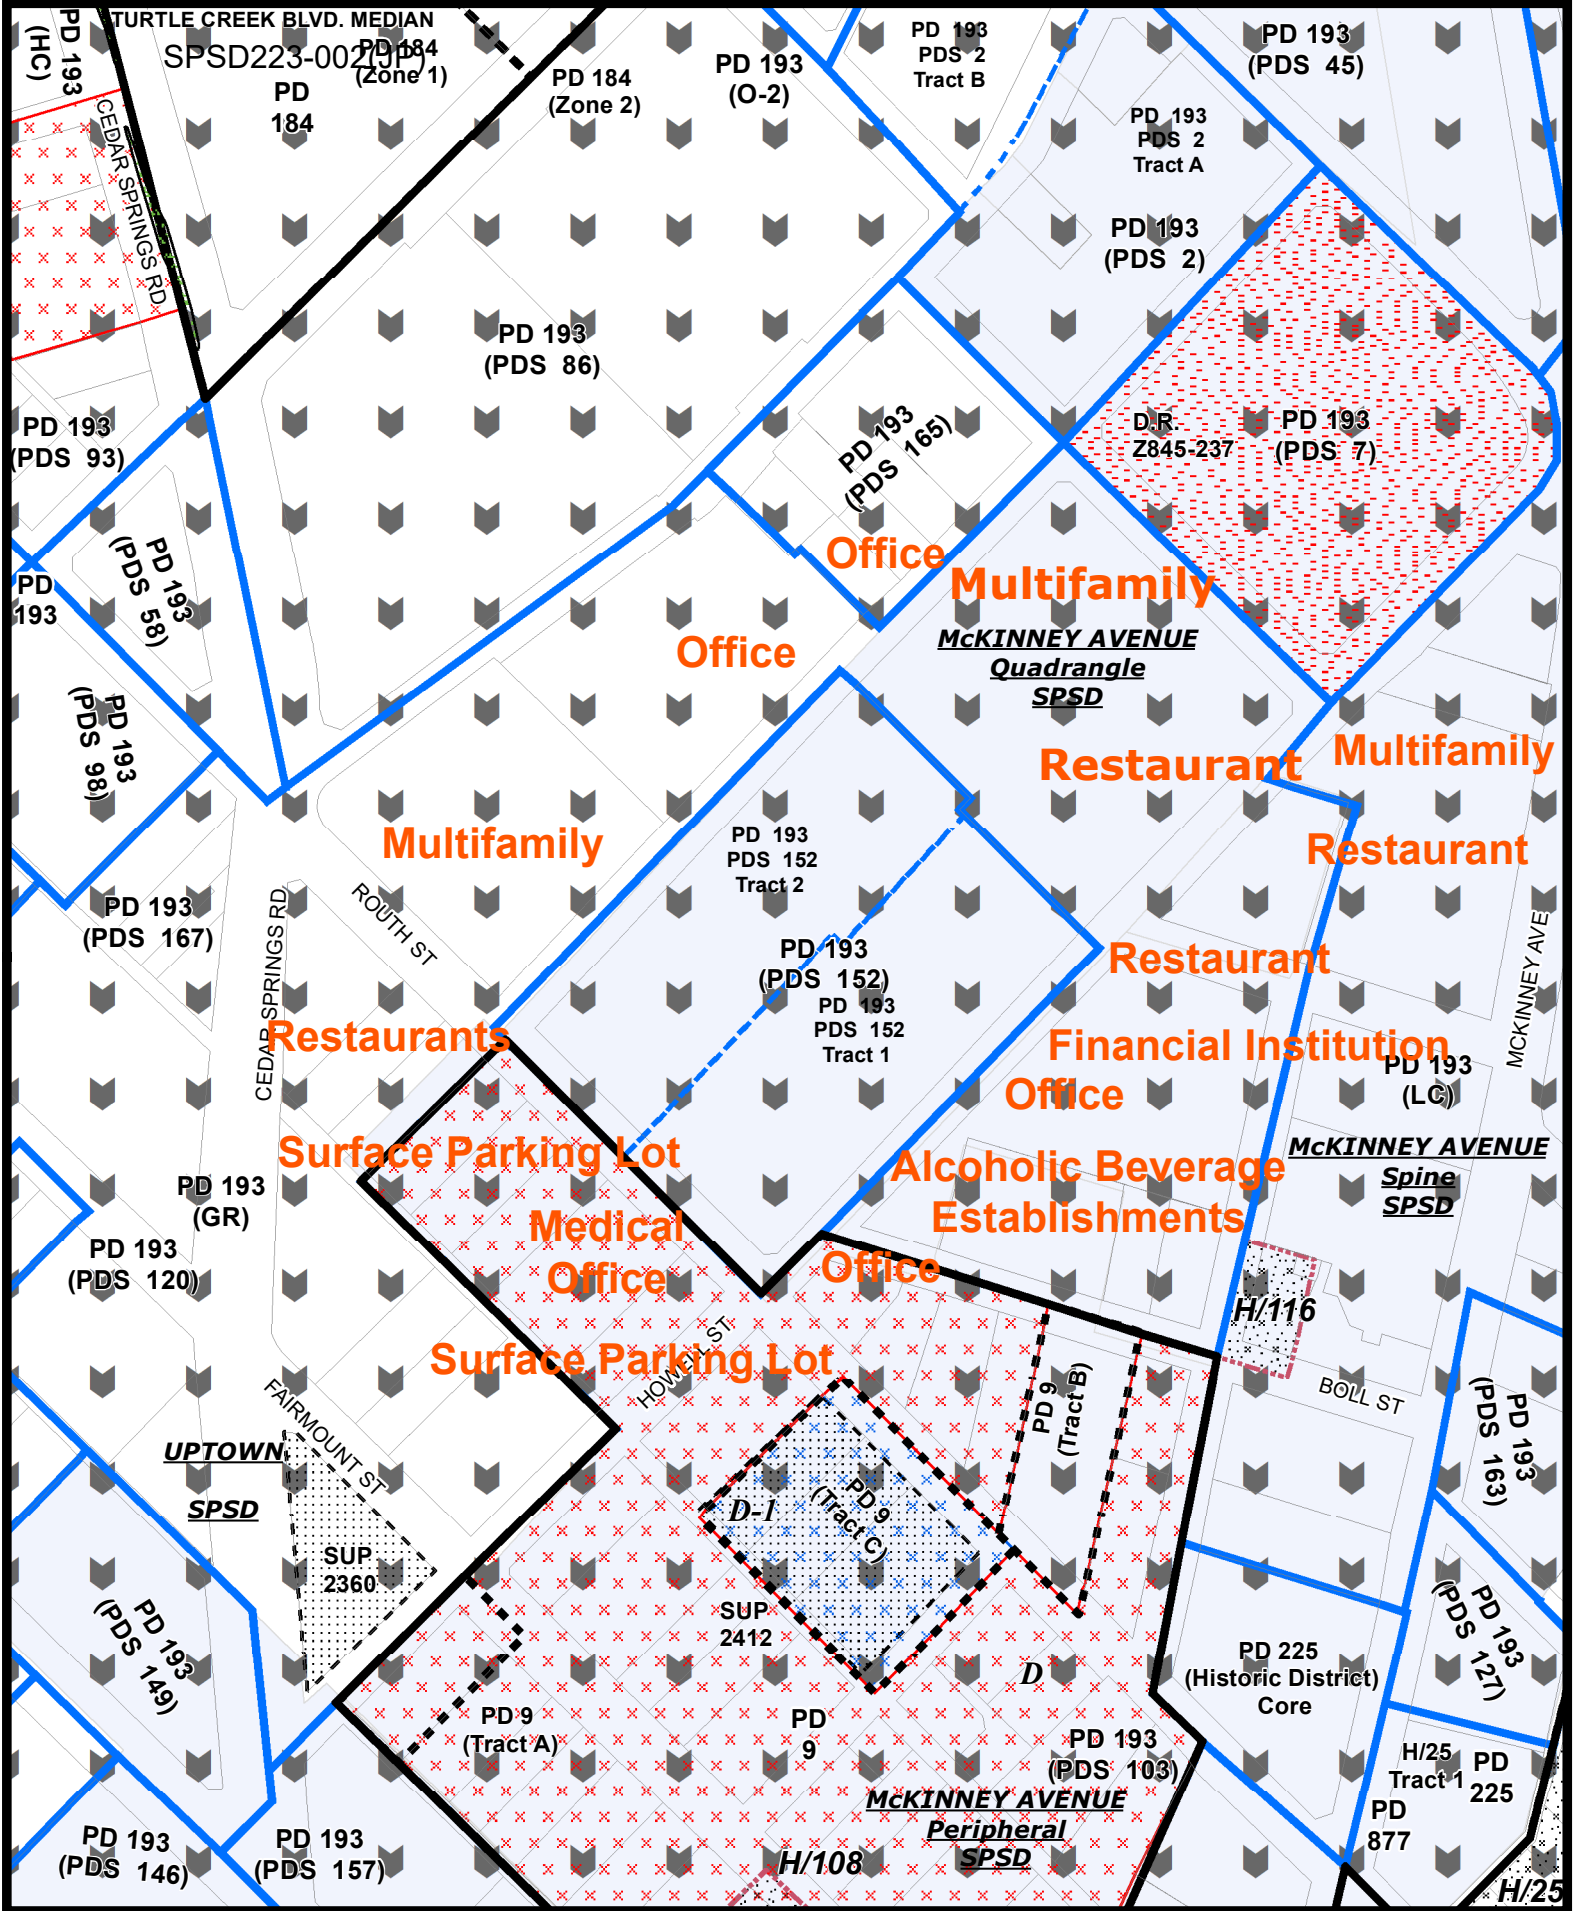 TURTLE CREEK BLVD. MEDIAN
SPSD223-002(JP)
PD 193
(HC)
PD 184
(Zone 1)
PD
184
PD 184
(Zone 2)
PD 193
(O-2)
PD 193
PDS 2
Tract B
PD 193
(PDS 45)
PD 193
PDS 2
Tract A
PD 193
(PDS 2)
CEDAR SPRINGS RD
PD 193
(PDS 86)
PD 193
(PDS 93)
PD 193
(PDS 165)
D.R.
Z845-237
PD 193
(PDS 7)
PD
193
PD 193
(PDS 58)
Office
Multifamily
Office
McKINNEY AVENUE
Quadrangle
SPSD
PD 193
(PDS 98)
Restaurant
Multifamily
Multifamily
PD 193
PDS 152
Tract 2
Restaurant
PD 193
(PDS 167)
CEDAR SPRINGS RD
ROUTH ST
PD 193
(PDS 152)
PD 193
PDS 152
Tract 1
Restaurant
MCKINNEY AVE
Restaurants
Financial Institution
PD 193
(LC)
Office
Surface Parking Lot
McKINNEY AVENUE
Spine
SPSD
Alcoholic Beverage
Establishments
PD 193
(GR)
PD 193
(PDS 120)
Medical
Office
Office
H/116
Surface Parking Lot
HOWELL ST
BOLL ST
PD 9
(Tract B)
PD 193
(PDS 163)
FAIRMOUNT ST
UPTOWN
SPSD
D-1
PD 9
(Tract C)
SUP
2360
SUP
2412
PD 193
(PDS 149)
PD 193
(PDS 127)
D
PD 225
(Historic District)
Core
PD 9
(Tract A)
PD
9
PD 193
(PDS 103)
H/25
Tract 1
PD
225
McKINNEY AVENUE
Peripheral
SPSD
PD
877
PD 193
(PDS 146)
PD 193
(PDS 157)
H/108
H/25